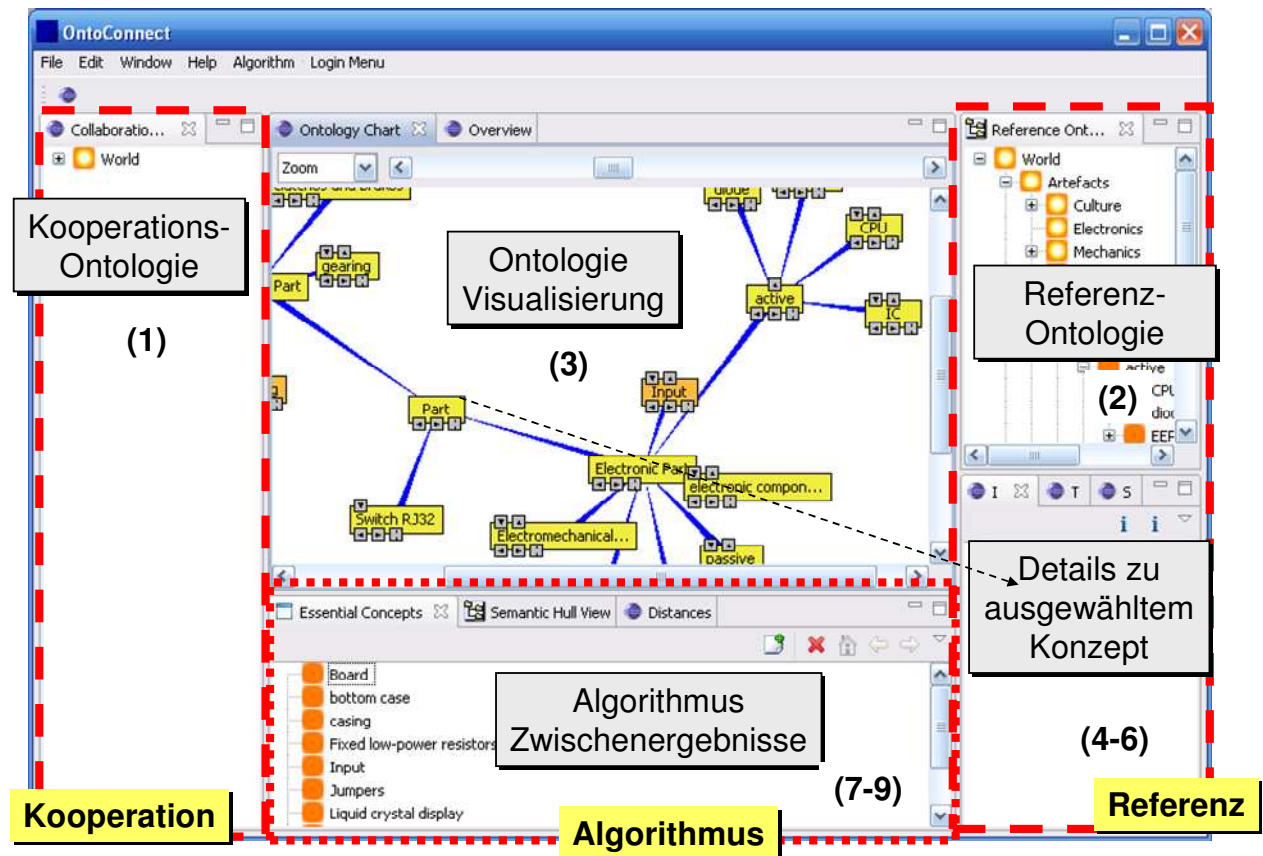 OntoConnect
File Edit Window Help Algorithm Login Menu
Collaboratio...
World
Kooperations-
Ontologie
(1)
Kooperation
Ontology Chart Overview
Zoom
gearing
Part
diode
CPU
active
IC
Ontologie
Visualisierung
(3)
Input
Part
Electronic Part
electronic compon...
Switch RJ32
Electromechanical...
passive
Essential Concepts Semantic Hull View Distances
Board
bottom case
casing
Fixed low-power resistors
Input
Jumpers
Liquid crystal display
Algorithmus
Zwischenergebnisse
(7-9)
Algorithmus
Reference Ont...
World
Artefacts
Culture
Electronics
Mechanics
Referenz-
Ontologie
active
(2)
I T S
i i
Details zu
ausgewähltem
Konzept
(4-6)
Referenz